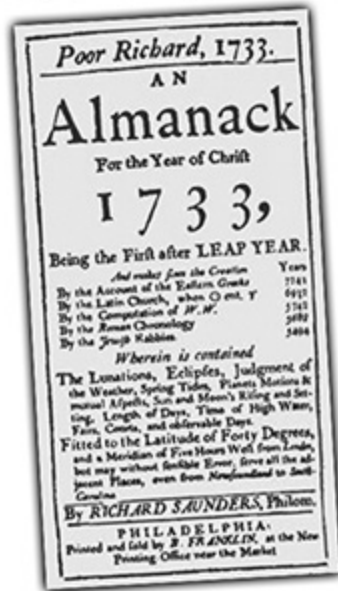 Poor Richard, 1733.
AN
Almanack
For the Year of Chriſt
1733,
Being the Firſt after LEAP YEAR.
And makes ſince the Creation Years
By the Account of the Eaſtern Greeks 7241
By the Latin Church, when O ent. ♈ 6932
By the Computation of W.W. 5742
By the Roman Chronology 5682
By the Jewiſh Rabbies 5494
Wherein is contained
The Lunations, Eclipſes, Judgment of
the Weather, Spring Tides, Planets Motions &
mutual Aſpects, Sun and Moon's Riſing and Set-
ting, Length of Days, Time of High Water,
Fairs, Courts, and obſervable Days.
Fitted to the Latitude of Forty Degrees,
and a Meridian of Five Hours Weſt from London,
but may without ſenſible Error, ſerve all the ad-
jacent Places, even from Newfoundland to South-
Carolina
By RICHARD SAUNDERS, Philom.
PHILADELPHIA:
Printed and ſold by B. FRANKLIN, at the New
Printing Office near the Market